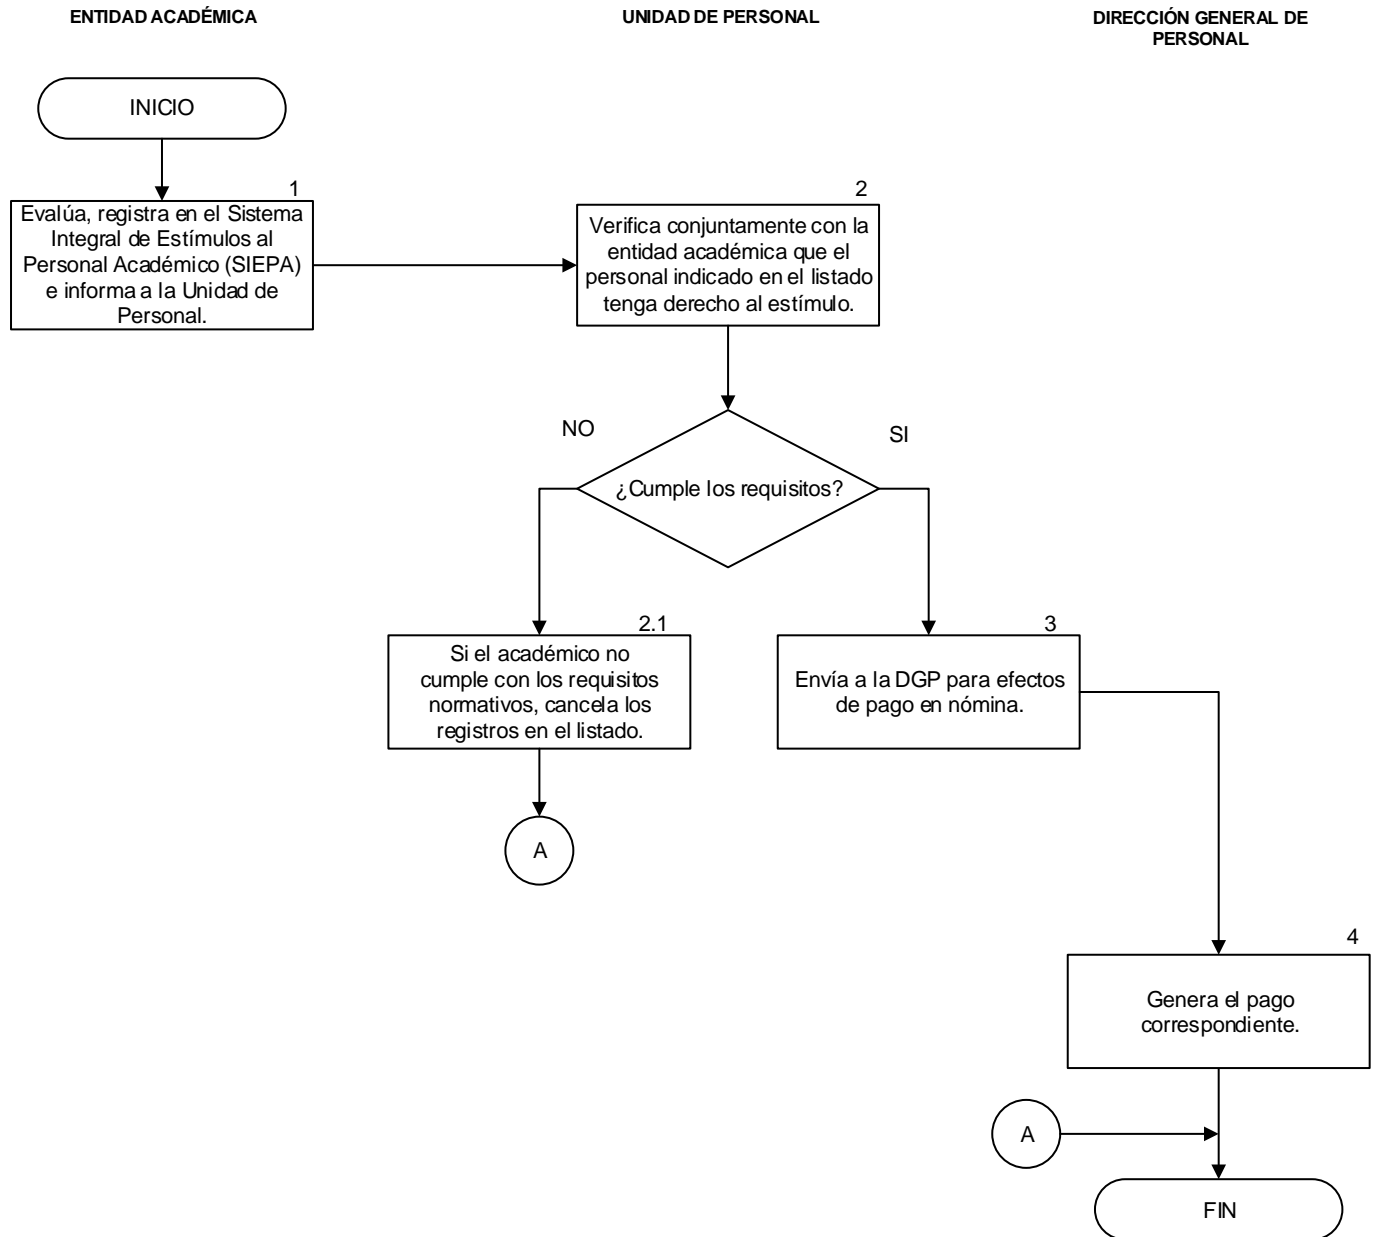 ENTIDAD ACADÉMICA
UNIDAD DE PERSONAL
DIRECCIÓN GENERAL DE
PERSONAL
INICIO
1
Evalúa, registra en el Sistema
Integral de Estímulos al
Personal Académico (SIEPA)
e informa a la Unidad de
Personal.
2
Verifica conjuntamente con la
entidad académica que el
personal indicado en el listado
tenga derecho al estímulo.
NO
SI
¿Cumple los requisitos?
2.1
Si el académico no
cumple con los requisitos
normativos, cancela los
registros en el listado.
3
Envía a la DGP para efectos
de pago en nómina.
A
4
Genera el pago
correspondiente.
A
FIN